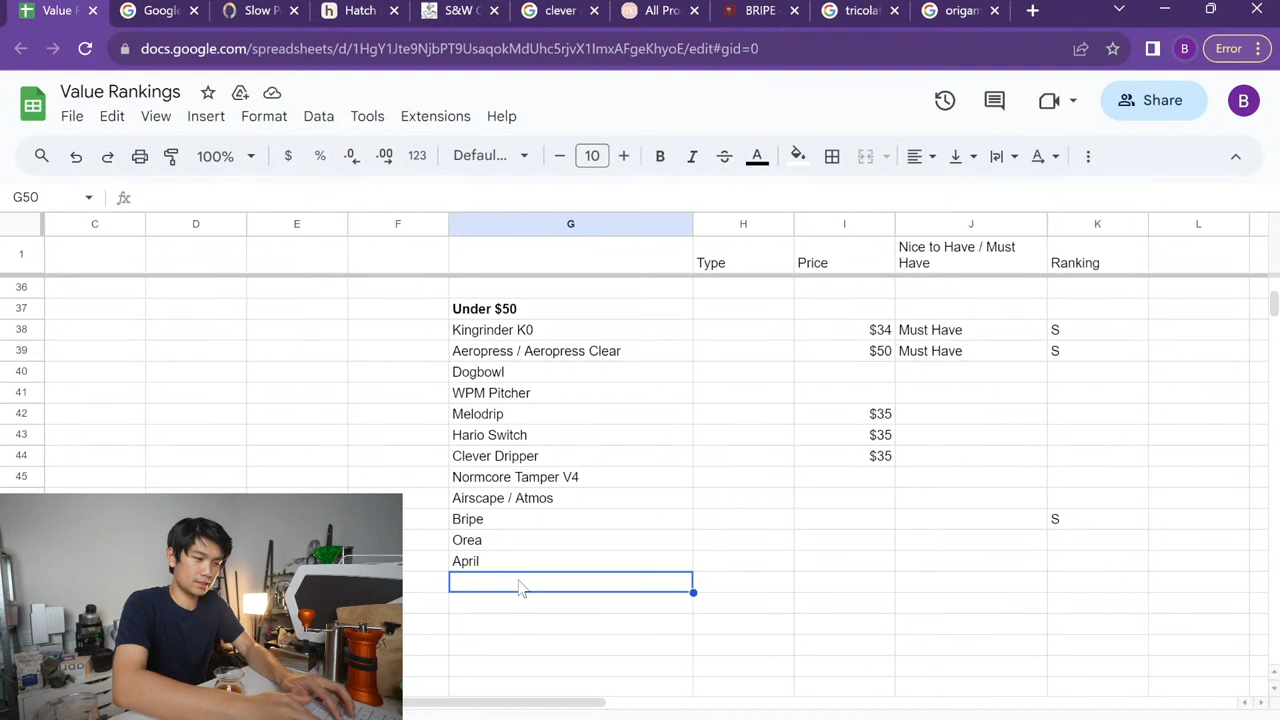 Value F
Google
Slow P
Hatch
S&W C
clever
All Pro
BRIPE -
tricolat
origam
docs.google.com/spreadsheets/d/1HgY1Jte9NjbPT9UsaqokMdUhc5rjvX1ImxAFgeKhyoE/edit#gid=0
B
Error
Value Rankings
File Edit View Insert Format Data Tools Extensions Help
Share
B
100%
$ % .0 .00 123
Defaul...
10
B I A A
G50
fx
C D E F G H I J K L
1 Type Price Nice to Have / Must Have Ranking
36
37 Under $50
38 Kingrinder K0 $34 Must Have S
39 Aeropress / Aeropress Clear $50 Must Have S
40 Dogbowl
41 WPM Pitcher
42 Melodrip $35
43 Hario Switch $35
44 Clever Dripper $35
45 Normcore Tamper V4
Airscape / Atmos
Bripe S
Orea
April